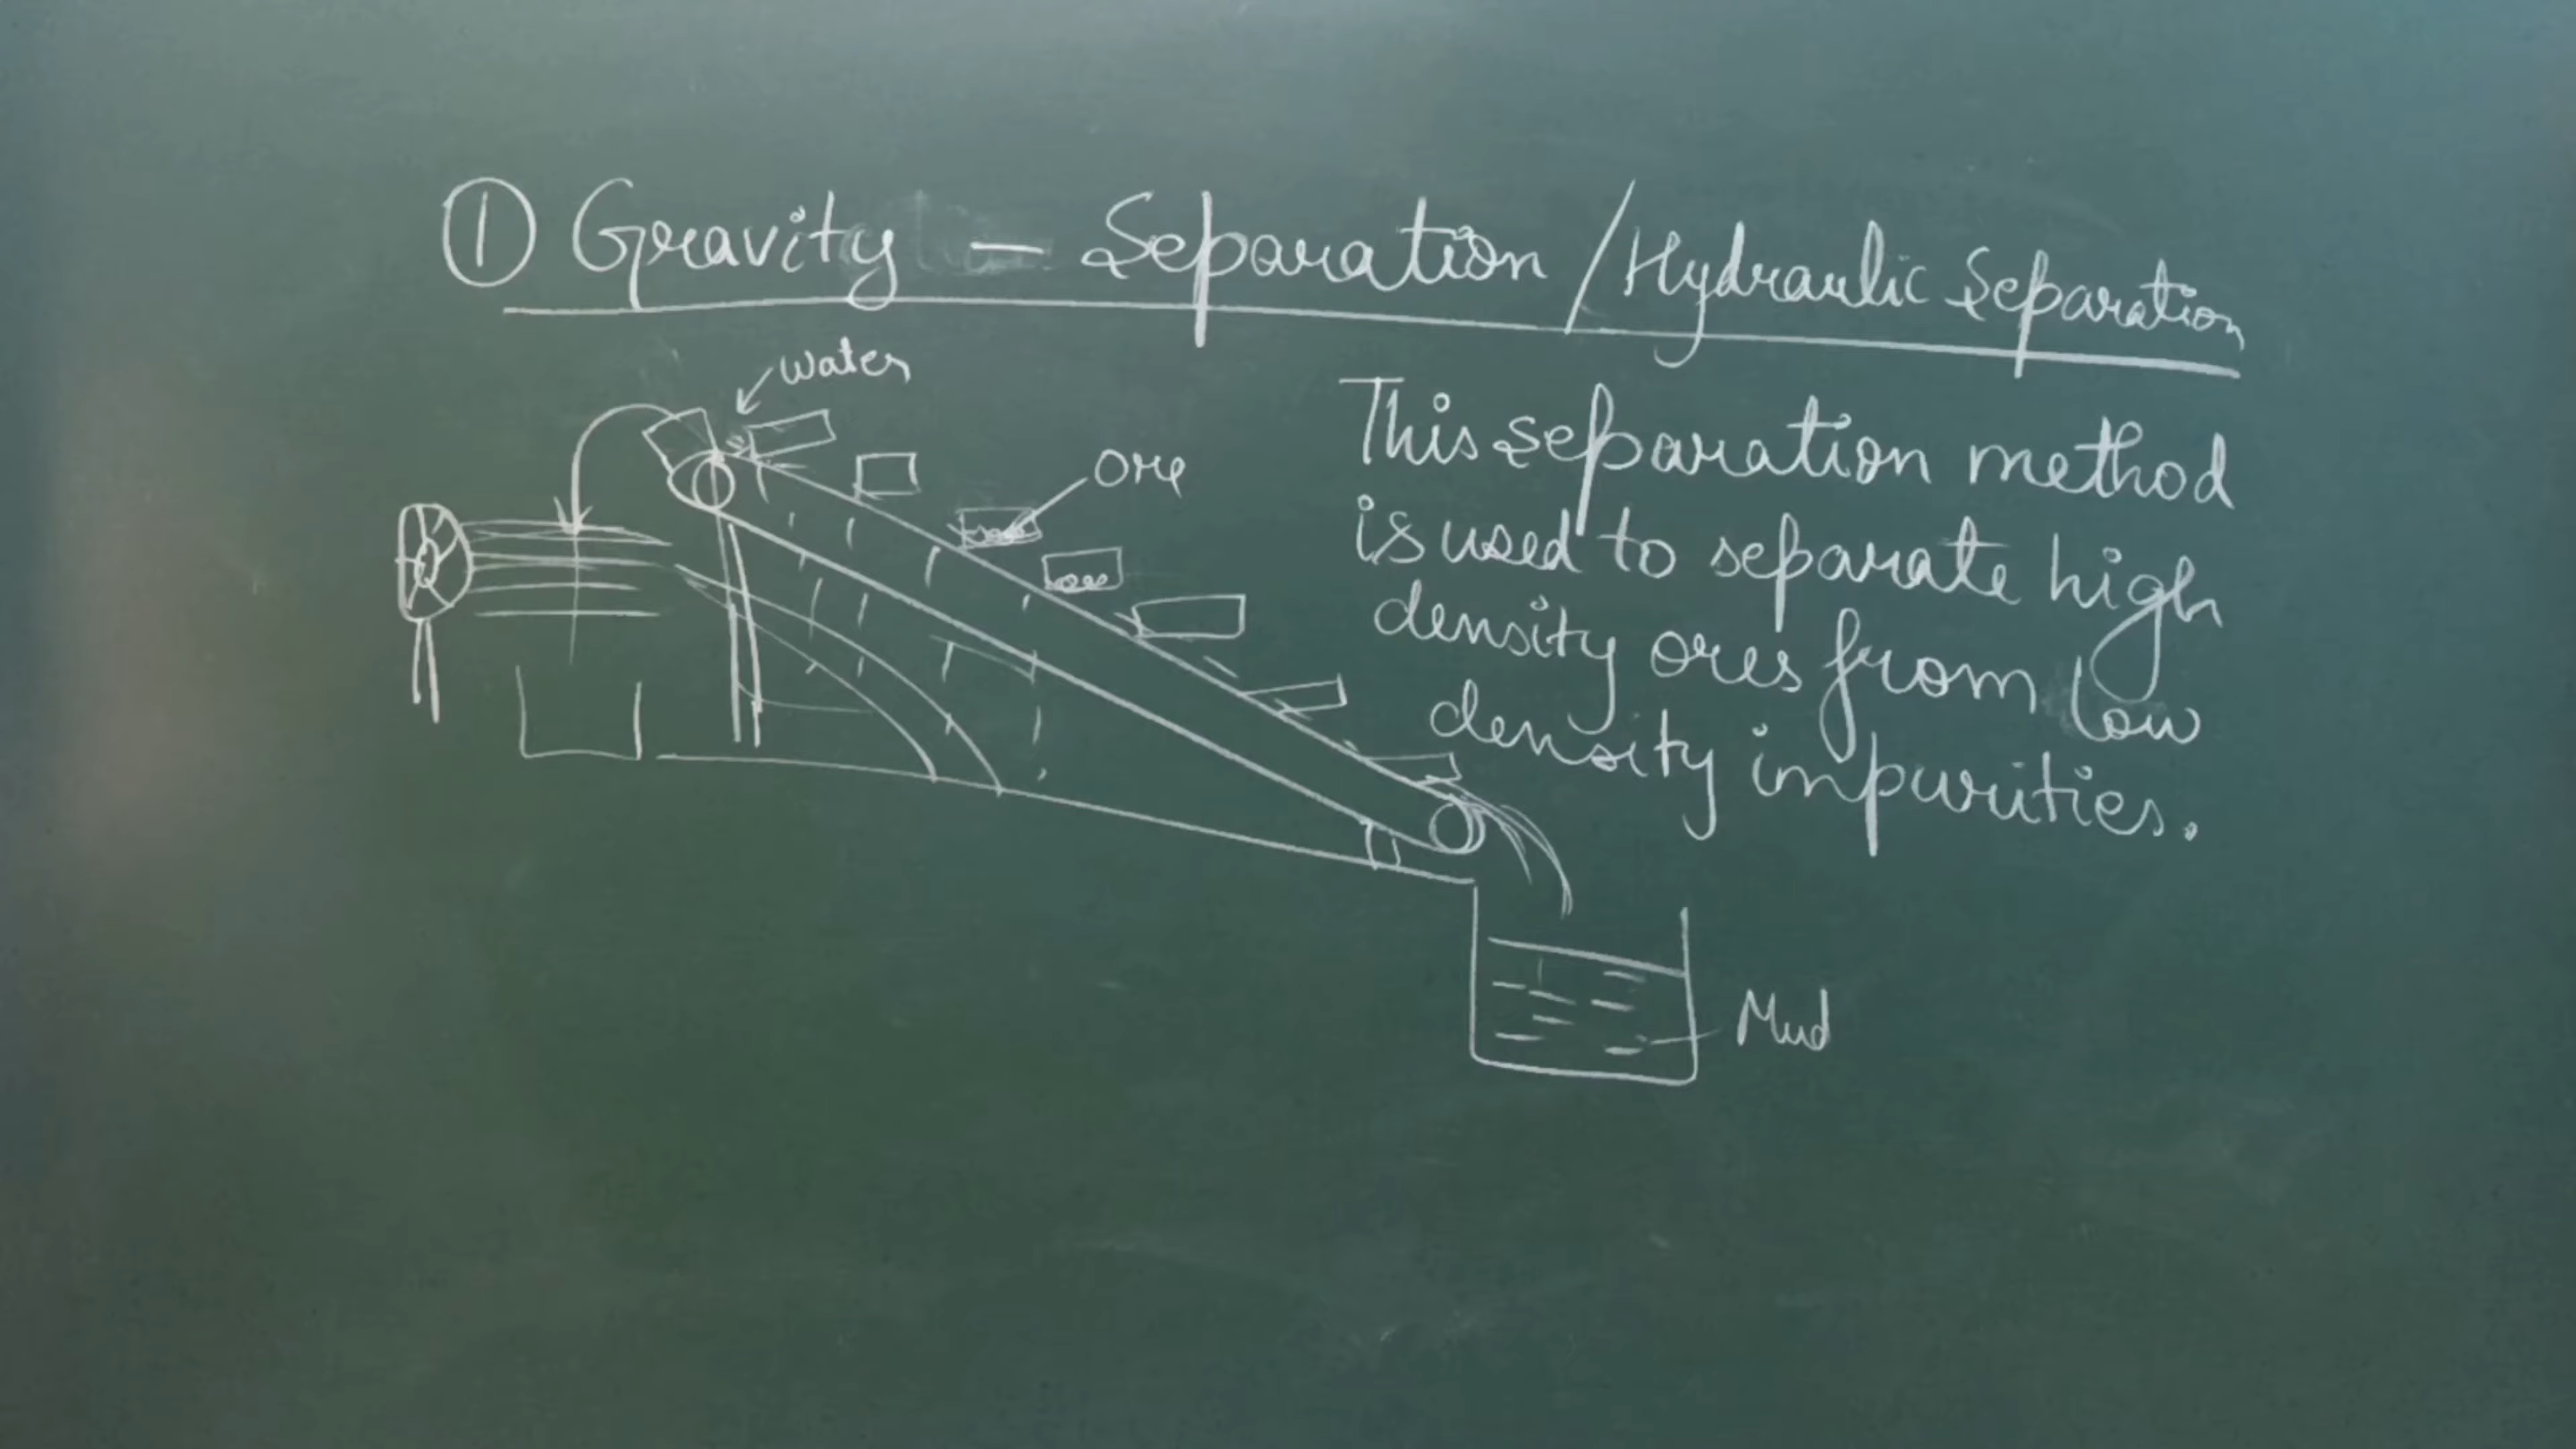 ① Gravity - Separation / Hydraulic Separation
water
ore
This separation method
is used to separate high
density ores from low
density impurities.
Mud